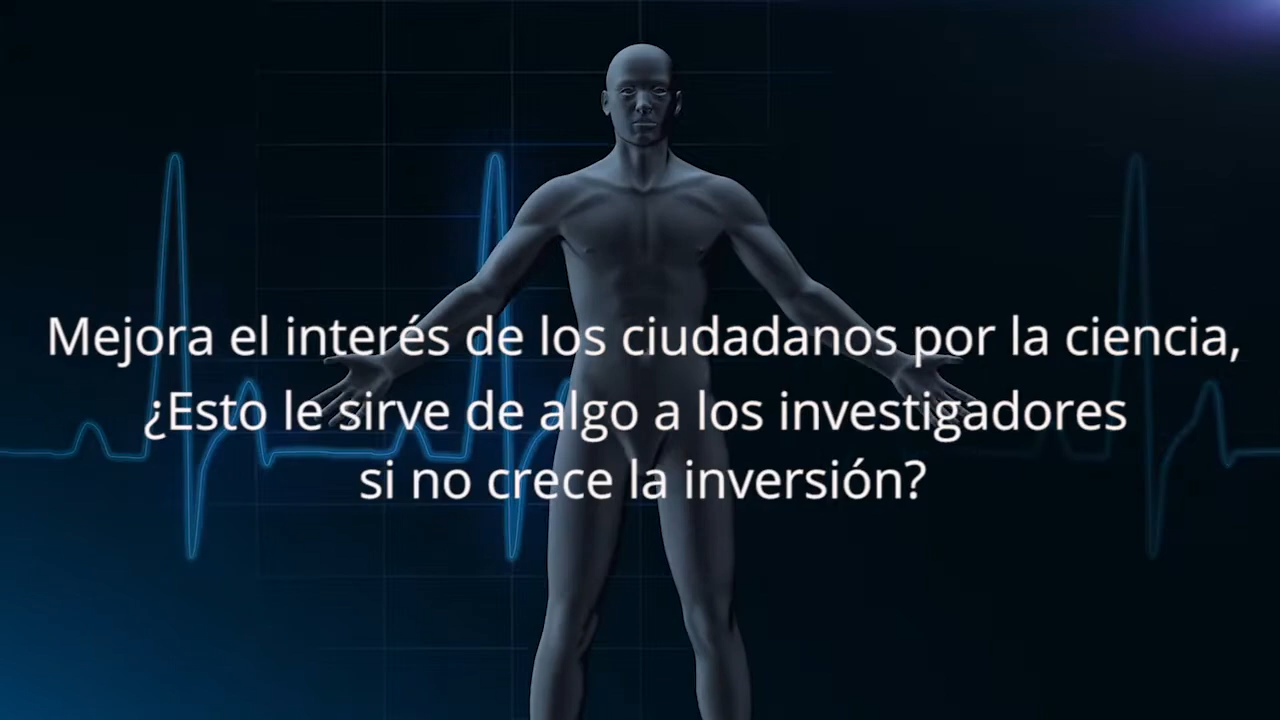 Mejora el interés de los ciudadanos por la ciencia,
¿Esto le sirve de algo a los investigadores
si no crece la inversión?